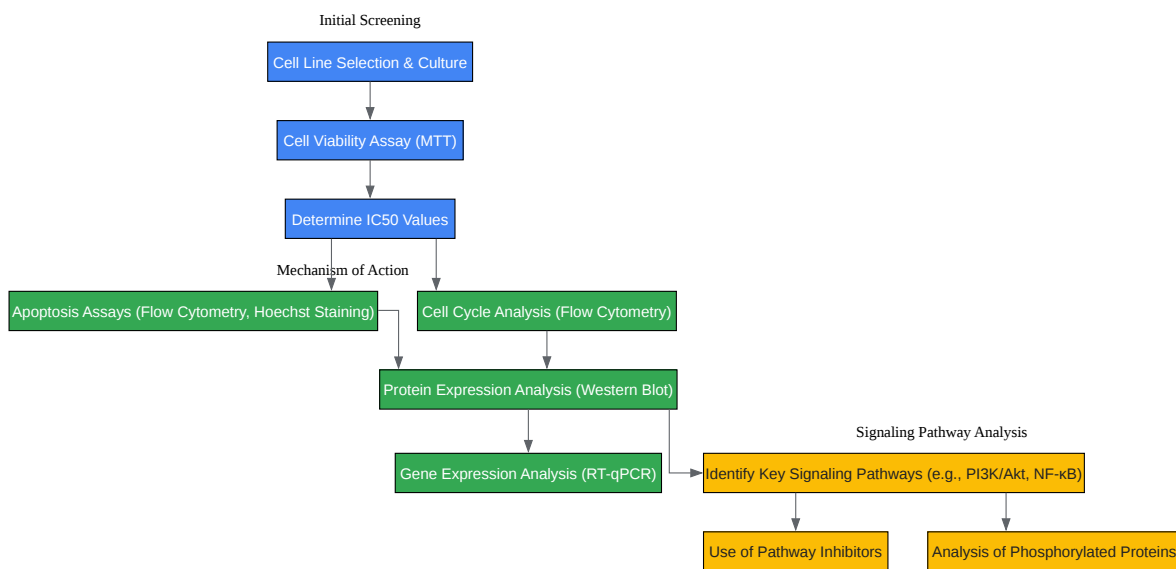 Initial Screening
Cell Line Selection & Culture
Cell Viability Assay (MTT)
Determine IC50 Values
Mechanism of Action
Apoptosis Assays (Flow Cytometry, Hoechst Staining)
Cell Cycle Analysis (Flow Cytometry)
Protein Expression Analysis (Western Blot)
Signaling Pathway Analysis
Gene Expression Analysis (RT-qPCR)
Identify Key Signaling Pathways (e.g., PI3K/Akt, NF-κB)
Use of Pathway Inhibitors
Analysis of Phosphorylated Proteins